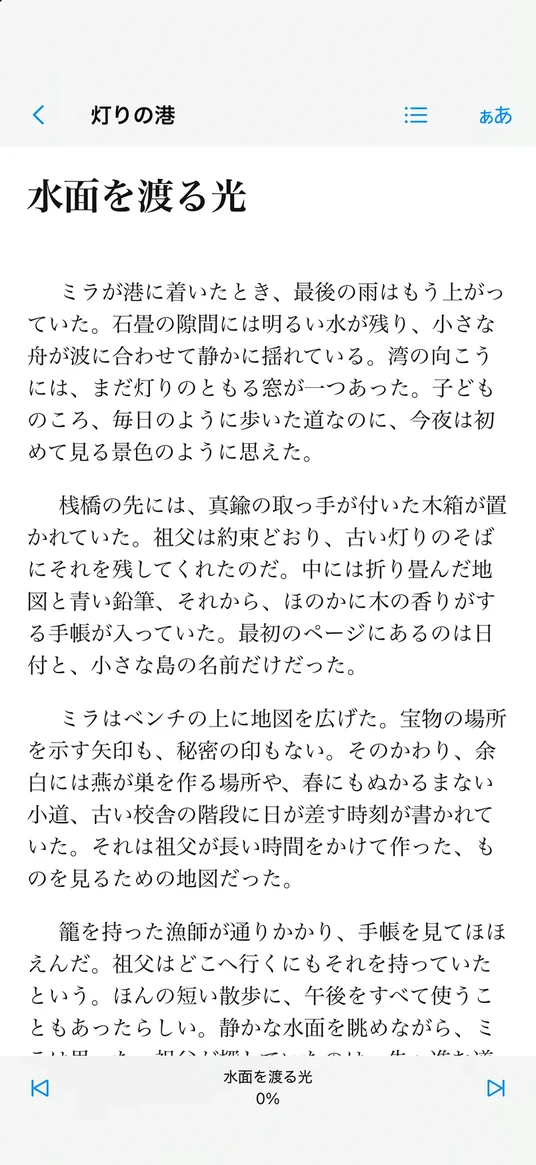 灯りの港
ぁあ
水面を渡る光
ミラが港に着いたとき、最後の雨はもう上がっ
ていた。石畳の隙間には明るい水が残り、小さな
舟が波に合わせて静かに揺れている。湾の向こう
には、まだ灯りのともる窓が一つあった。子ども
のころ、毎日のように歩いた道なのに、今夜は初
めて見る景色のように思えた。
桟橋の先には、真鍮の取っ手が付いた木箱が置
かれていた。祖父は約束どおり、古い灯りのそば
にそれを残してくれたのだ。中には折り畳んだ地
図と青い鉛筆、それから、ほのかに木の香りがす
る手帳が入っていた。最初のページにあるのは日
付と、小さな島の名前だけだった。
ミラはベンチの上に地図を広げた。宝物の場所
を示す矢印も、秘密の印もない。そのかわり、余
白には燕が巣を作る場所や、春にもぬかるまない
小道、古い校舎の階段に日が差す時刻が書かれて
いた。それは祖父が長い時間をかけて作った、も
のを見るための地図だった。
籠を持った漁師が通りかかり、手帳を見てほほ
えんだ。祖父はどこへ行くにもそれを持っていた
という。ほんの短い散歩に、午後をすべて使うこ
ともあったらしい。静かな水面を眺めながら、ミ
水面を渡る光
0%